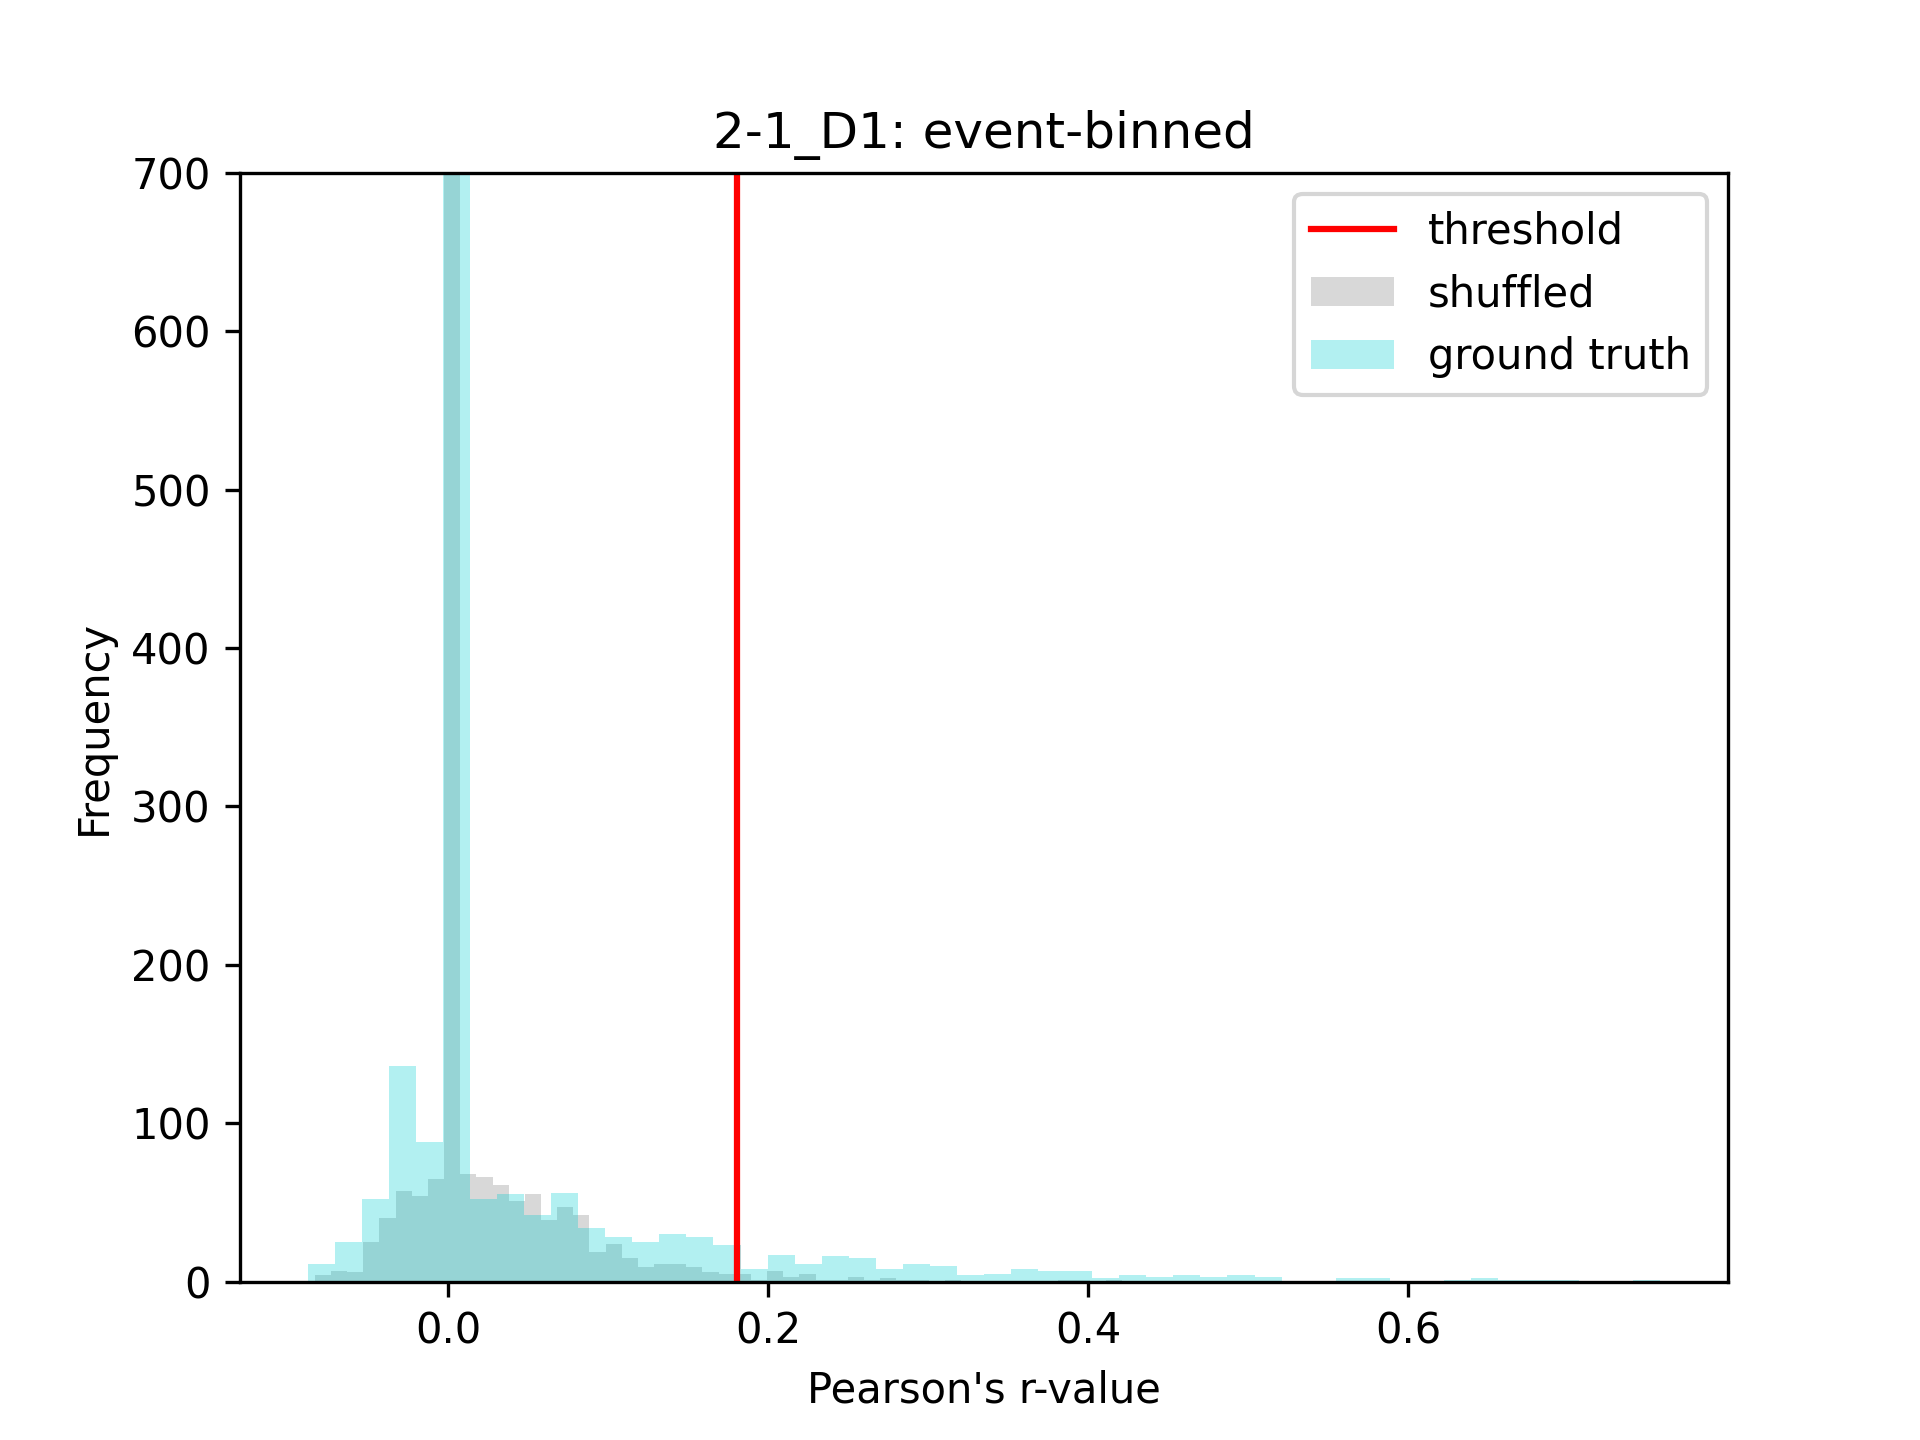 2-1_D1: event-binned
700
600
500
400
300
200
100
0
Frequency
threshold
shuffled
ground truth
0.0 0.2 0.4 0.6
Pearson's r-value